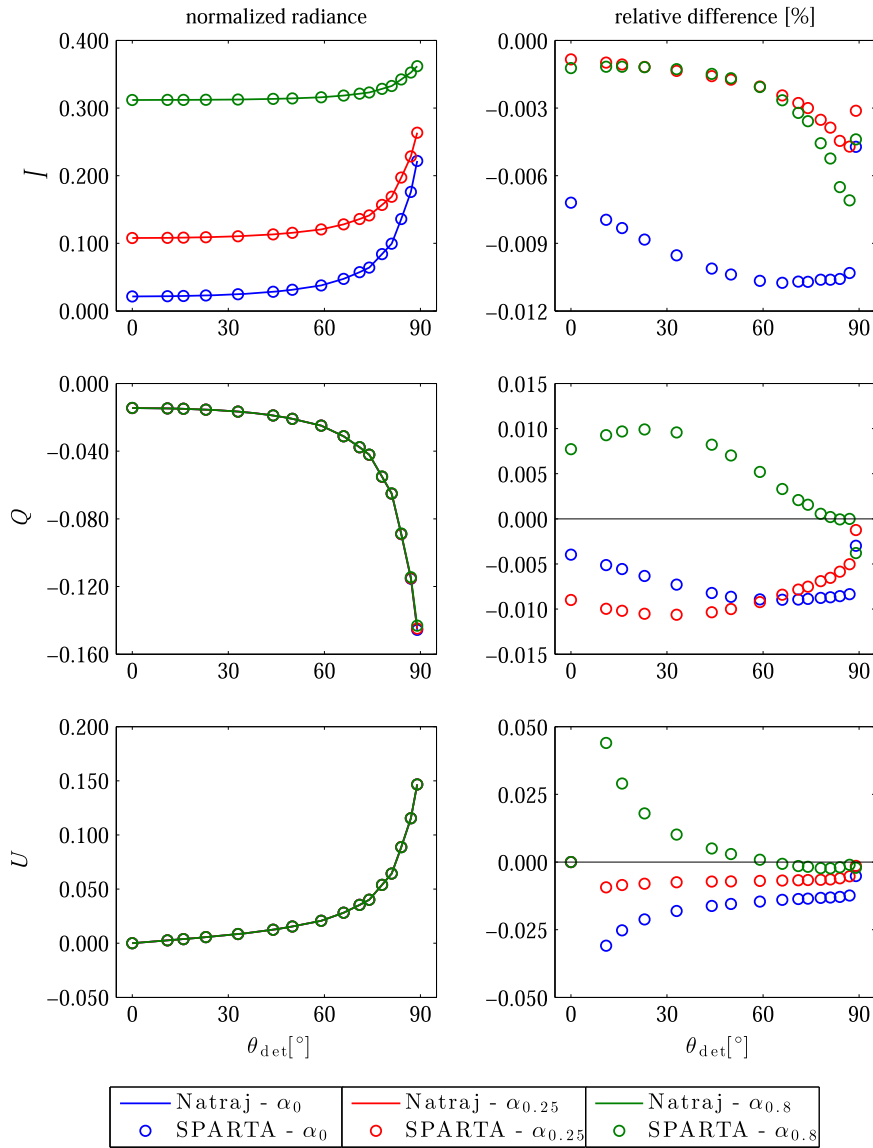 normalized radiance
relative difference [%]
0.400
0.300
0.200
0.100
0.000
I
0 30 60 90
0.000
−0.003
−0.006
−0.009
−0.012
0 30 60 90
0.000
−0.040
−0.080
−0.120
−0.160
Q
0 30 60 90
0.015
0.010
0.005
0.000
−0.005
−0.010
−0.015
0 30 60 90
0.200
0.150
0.100
0.050
0.000
−0.050
U
0 30 60 90
θdet[°]
0.050
0.025
0.000
−0.025
−0.050
0 30 60 90
θdet[°]
Natraj - α0
SPARTA - α0
Natraj - α0.25
SPARTA - α0.25
Natraj - α0.8
SPARTA - α0.8